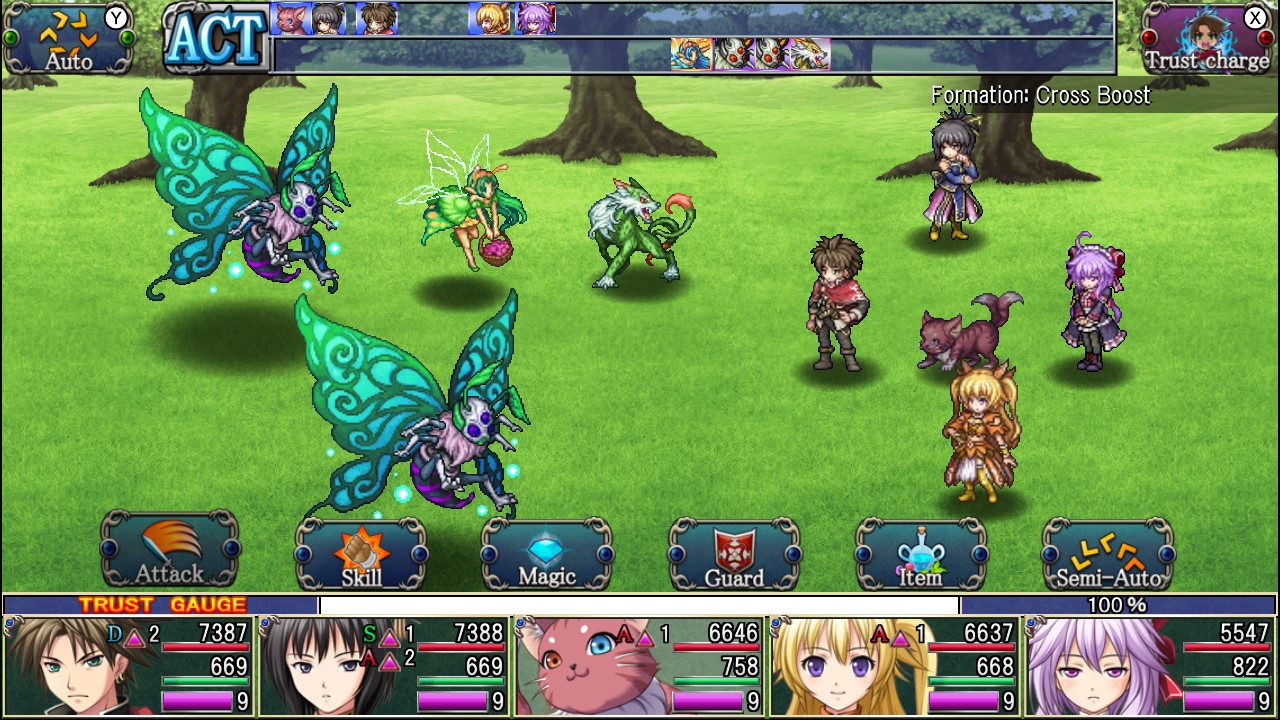 Auto
Y
ACT
X
Trust charge
Formation: Cross Boost
Attack
Skill
Magic
Guard
Item
Semi-Auto
TRUST GAUGE
100 %
D 2 7387
669
9
S 1 7388
A 2 669
9
A 1 6646
758
9
A 1 6637
668
9
5547
822
9